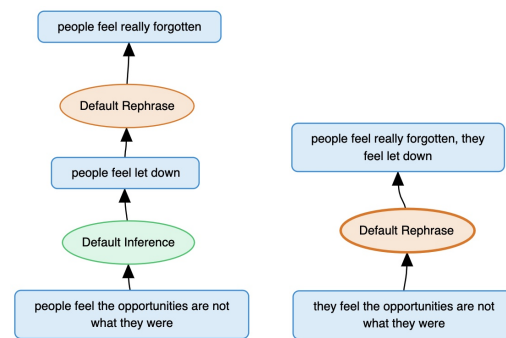 people feel really forgotten
Default Rephrase
people feel let down
Default Inference
people feel the opportunities are not
what they were
people feel really forgotten, they
feel let down
Default Rephrase
they feel the opportunities are not
what they were